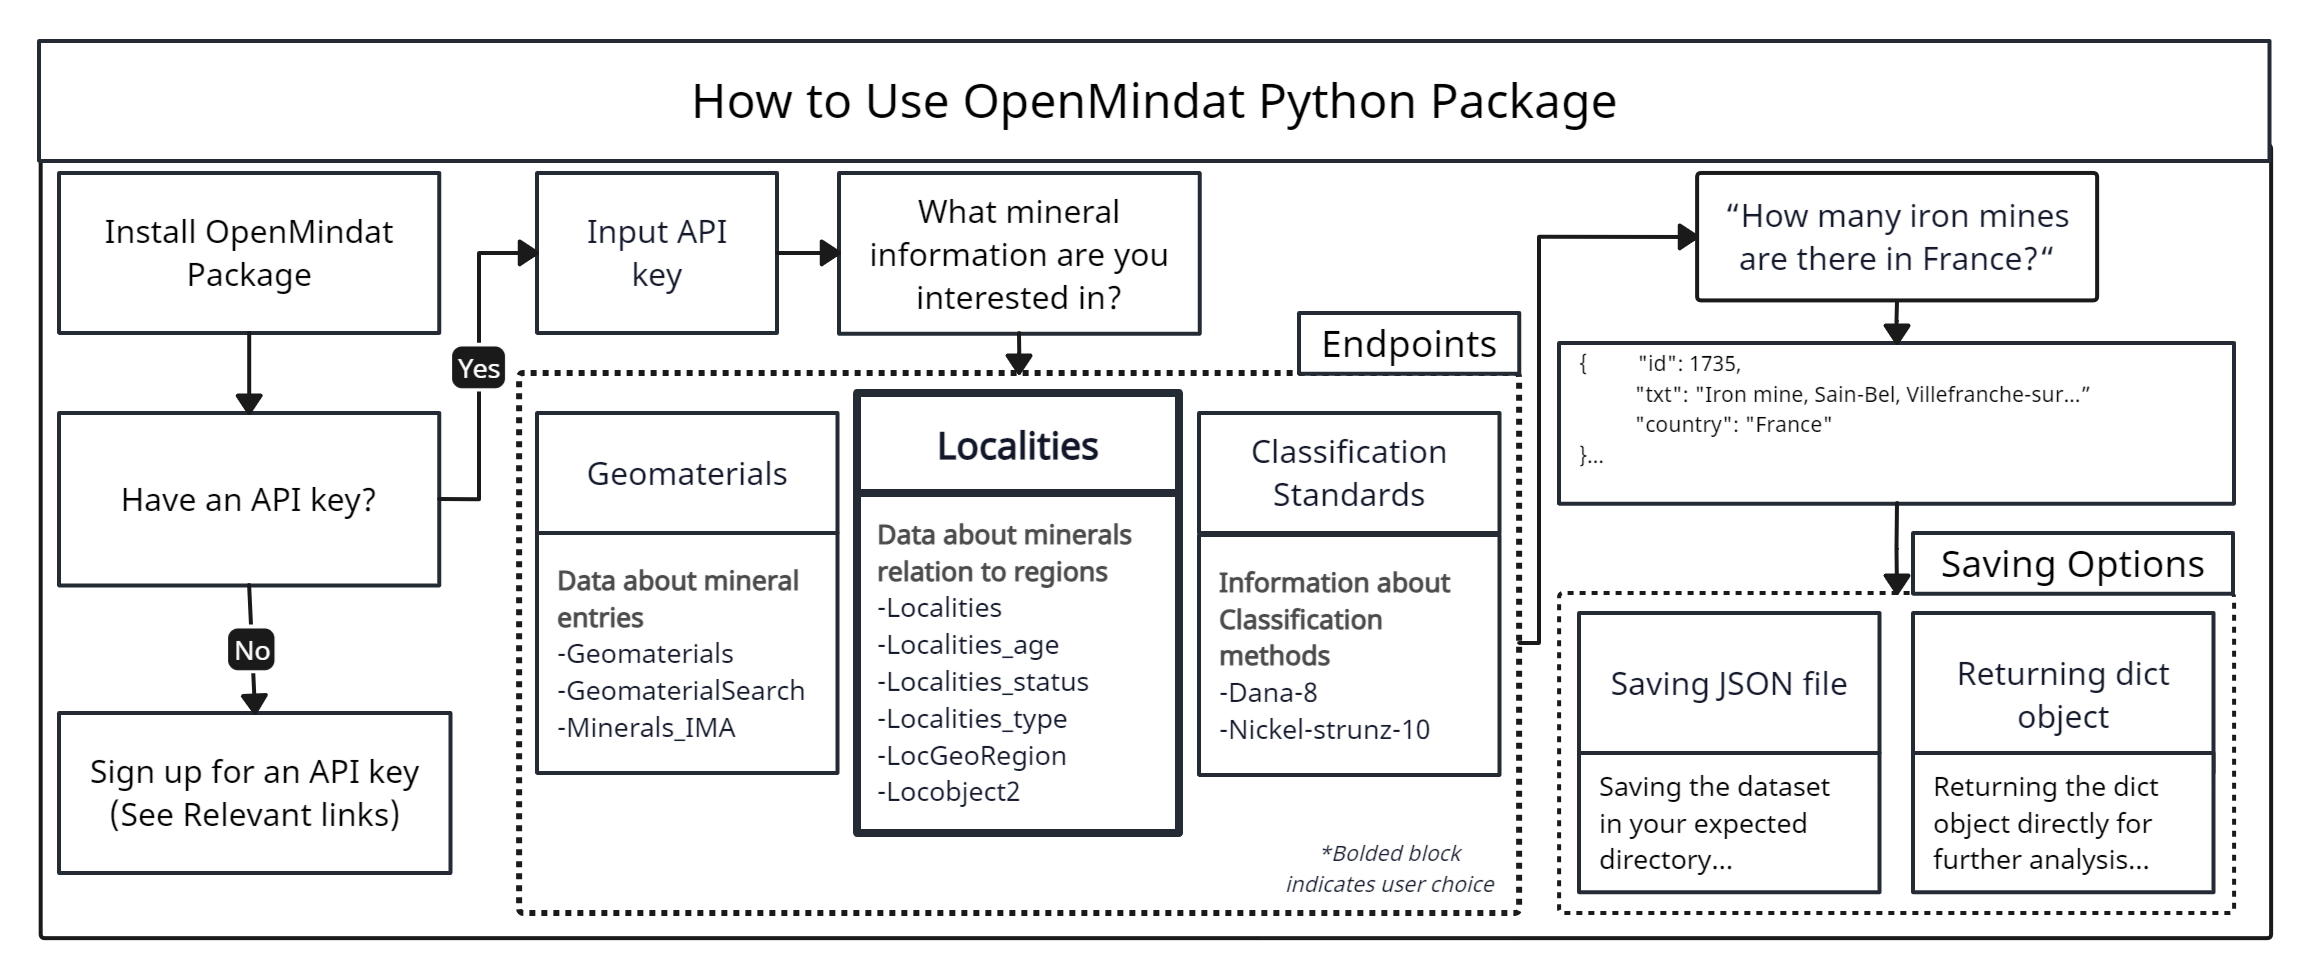 How to Use OpenMindat Python Package
Install OpenMindat
Package
Have an API key?
Yes
No
Sign up for an API key
(See Relevant links)
Input API
key
What mineral
information are you
interested in?
Endpoints
Geomaterials
Data about mineral
entries
-Geomaterials
-GeomaterialSearch
-Minerals_IMA
Localities
Data about minerals
relation to regions
-Localities
-Localities_age
-Localities_status
-Localities_type
-LocGeoRegion
-Locobject2
Classification
Standards
Information about
Classification
methods
-Dana-8
-Nickel-strunz-10
*Bolded block
indicates user choice
“How many iron mines
are there in France?“
{ "id": 1735,
"txt": "Iron mine, Sain-Bel, Villefranche-sur...”
"country": "France"
}...
Saving Options
Saving JSON file
Saving the dataset
in your expected
directory...
Returning dict
object
Returning the dict
object directly for
further analysis...